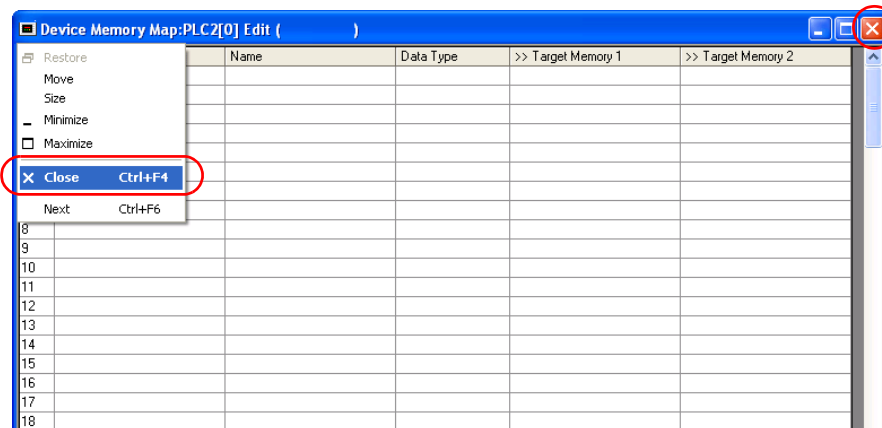 Device Memory Map:PLC2[0] Edit ( )
Restore Name Data Type >> Target Memory 1 >> Target Memory 2
Move
Size
Minimize
Maximize
Close Ctrl+F4
Next Ctrl+F6
8
9
10
11
12
13
14
15
16
17
18